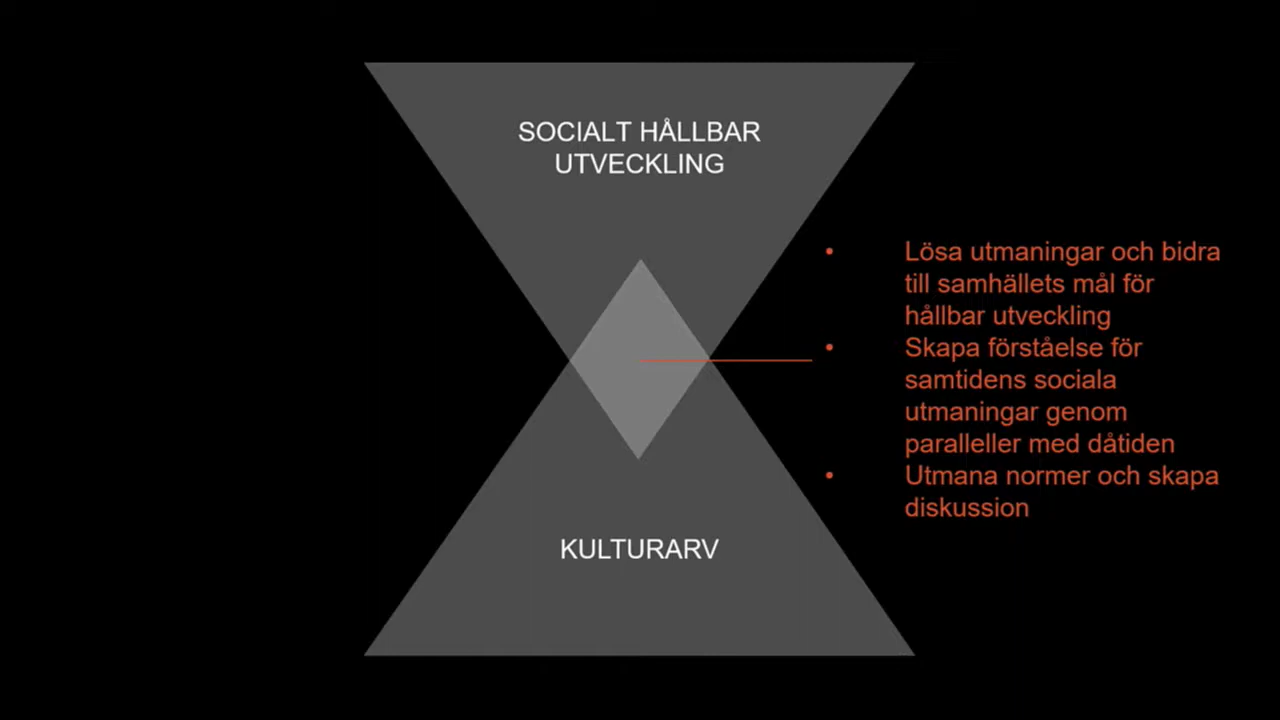 SOCIALT HÅLLBAR
UTVECKLING
• Lösa utmaningar och bidra
till samhällets mål för
hållbar utveckling
• Skapa förståelse för
samtidens sociala
utmaningar genom
paralleller med dåtiden
• Utmana normer och skapa
diskussion
KULTURARV